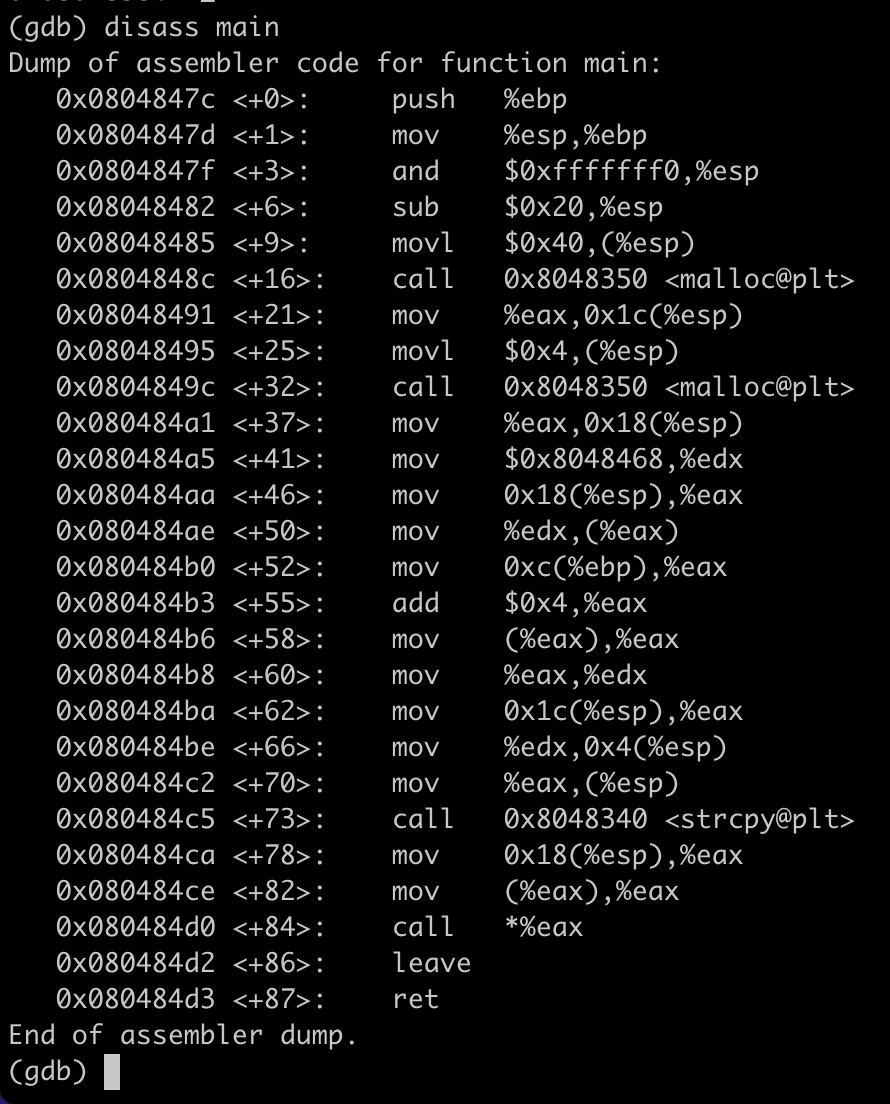 (gdb) disass main
Dump of assembler code for function main:
   0x0804847c <+0>:     push   %ebp
   0x0804847d <+1>:     mov    %esp,%ebp
   0x0804847f <+3>:     and    $0xfffffff0,%esp
   0x08048482 <+6>:     sub    $0x20,%esp
   0x08048485 <+9>:     movl   $0x40,(%esp)
   0x0804848c <+16>:    call   0x8048350 <malloc@plt>
   0x08048491 <+21>:    mov    %eax,0x1c(%esp)
   0x08048495 <+25>:    movl   $0x4,(%esp)
   0x0804849c <+32>:    call   0x8048350 <malloc@plt>
   0x080484a1 <+37>:    mov    %eax,0x18(%esp)
   0x080484a5 <+41>:    mov    $0x8048468,%edx
   0x080484aa <+46>:    mov    0x18(%esp),%eax
   0x080484ae <+50>:    mov    %edx,(%eax)
   0x080484b0 <+52>:    mov    0xc(%ebp),%eax
   0x080484b3 <+55>:    add    $0x4,%eax
   0x080484b6 <+58>:    mov    (%eax),%eax
   0x080484b8 <+60>:    mov    %eax,%edx
   0x080484ba <+62>:    mov    0x1c(%esp),%eax
   0x080484be <+66>:    mov    %edx,0x4(%esp)
   0x080484c2 <+70>:    mov    %eax,(%esp)
   0x080484c5 <+73>:    call   0x8048340 <strcpy@plt>
   0x080484ca <+78>:    mov    0x18(%esp),%eax
   0x080484ce <+82>:    mov    (%eax),%eax
   0x080484d0 <+84>:    call   *%eax
   0x080484d2 <+86>:    leave
   0x080484d3 <+87>:    ret
End of assembler dump.
(gdb)